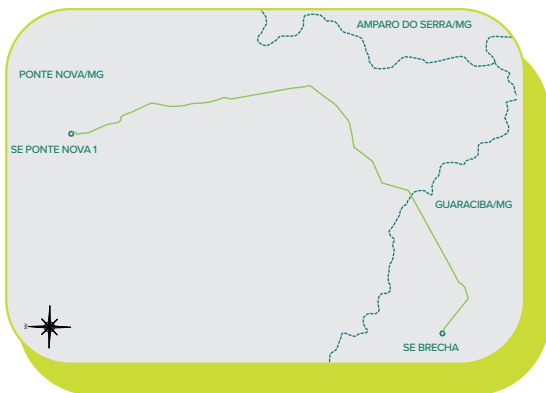 AMPARO DO SERRA/MG
PONTE NOVA/MG
SE PONTE NOVA 1
GUARACIBA/MG
SE BRECHA